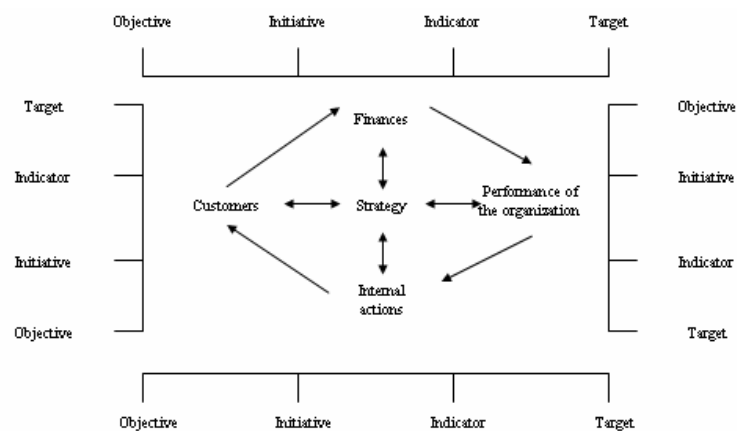 Objective Initiative Indicator Target
Target Objective
Finances
Indicator Initiative
Customers Strategy Performance of
the organization
Initiative Indicator
Internal
actions
Objective Target
Objective Initiative Indicator Target